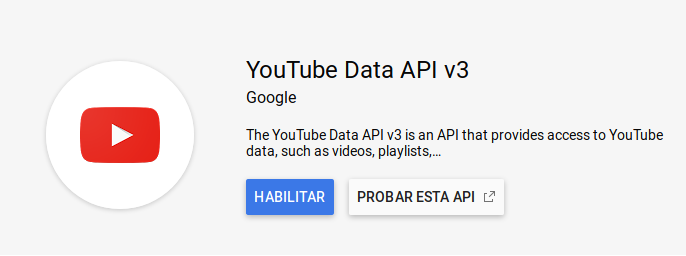 YouTube Data API v3
Google
The YouTube Data API v3 is an API that provides access to YouTube
data, such as videos, playlists,…
HABILITAR
PROBAR ESTA API